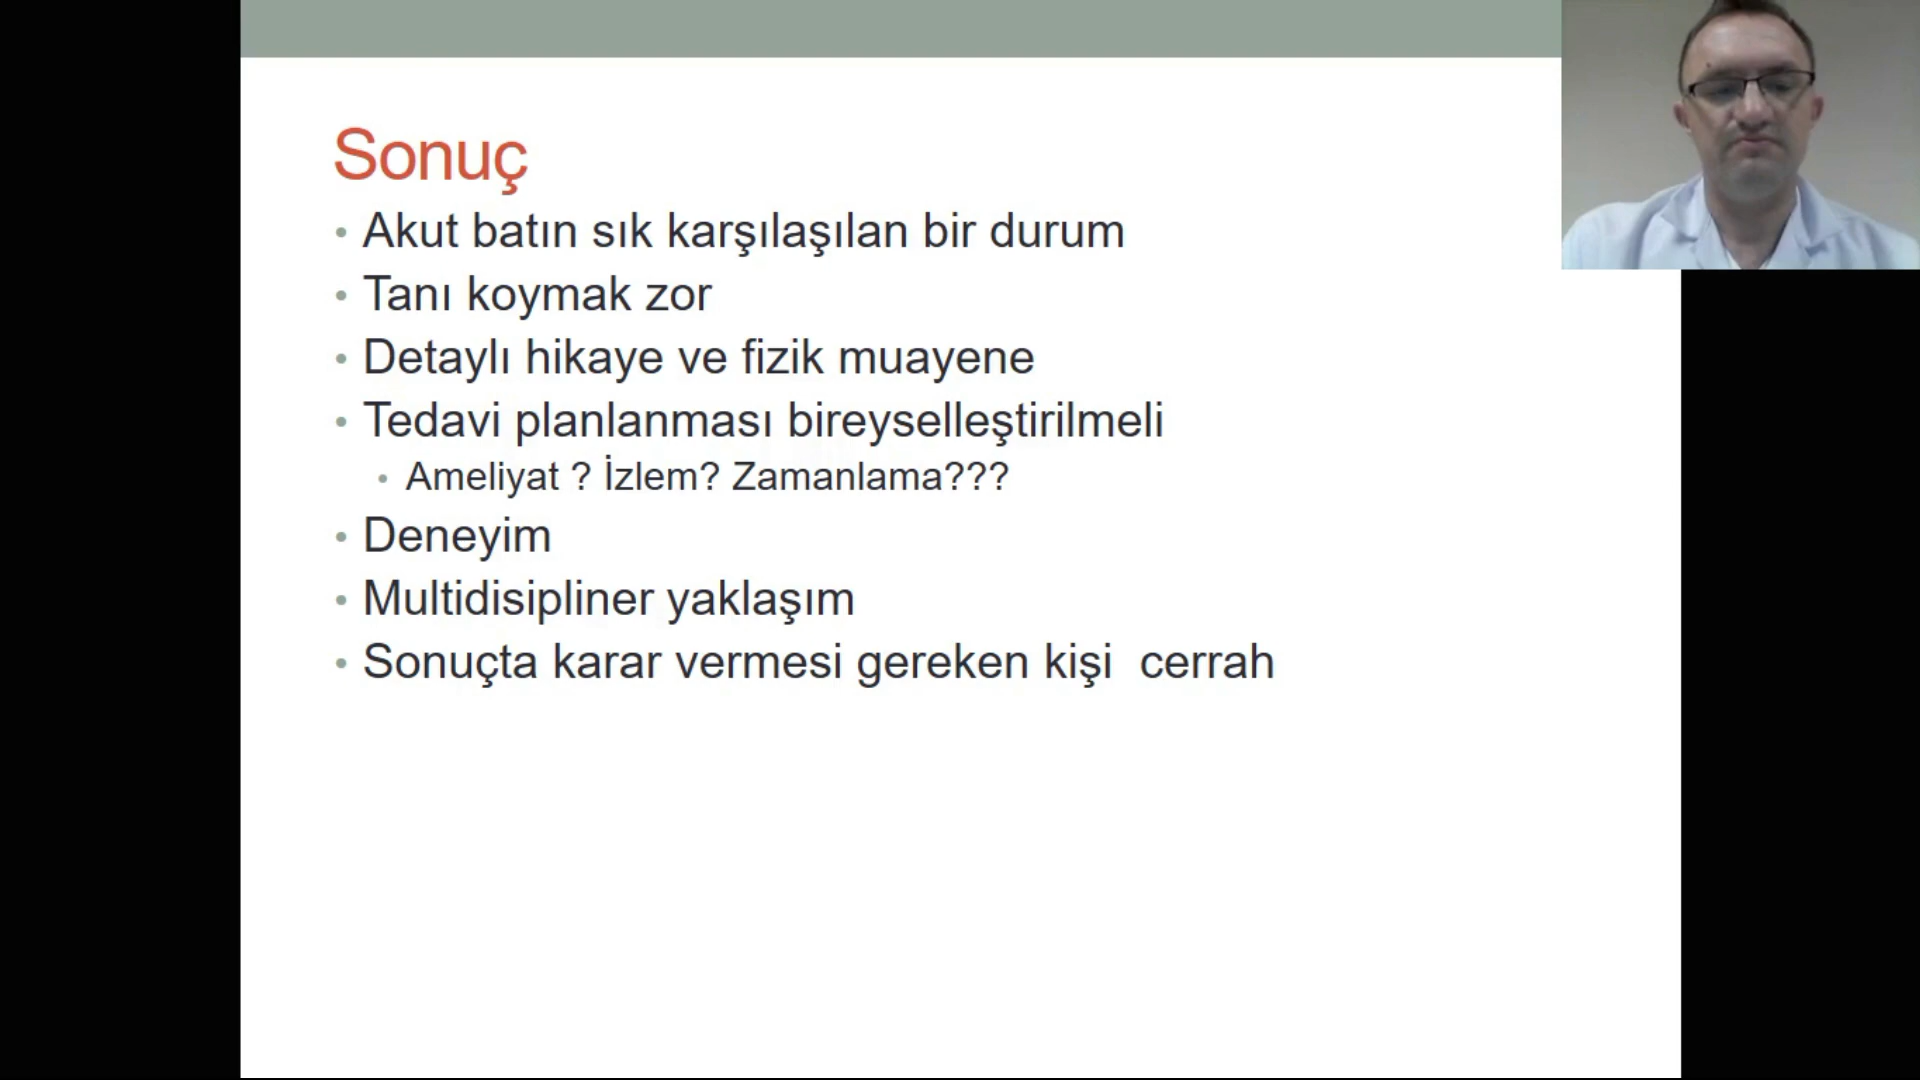 Sonuç
Akut batın sık karşılaşılan bir durum
Tanı koymak zor
Detaylı hikaye ve fizik muayene
Tedavi planlanması bireyselleştirilmeli
Ameliyat ? İzlem? Zamanlama???
Deneyim
Multidisipliner yaklaşım
Sonuçta karar vermesi gereken kişi  cerrah